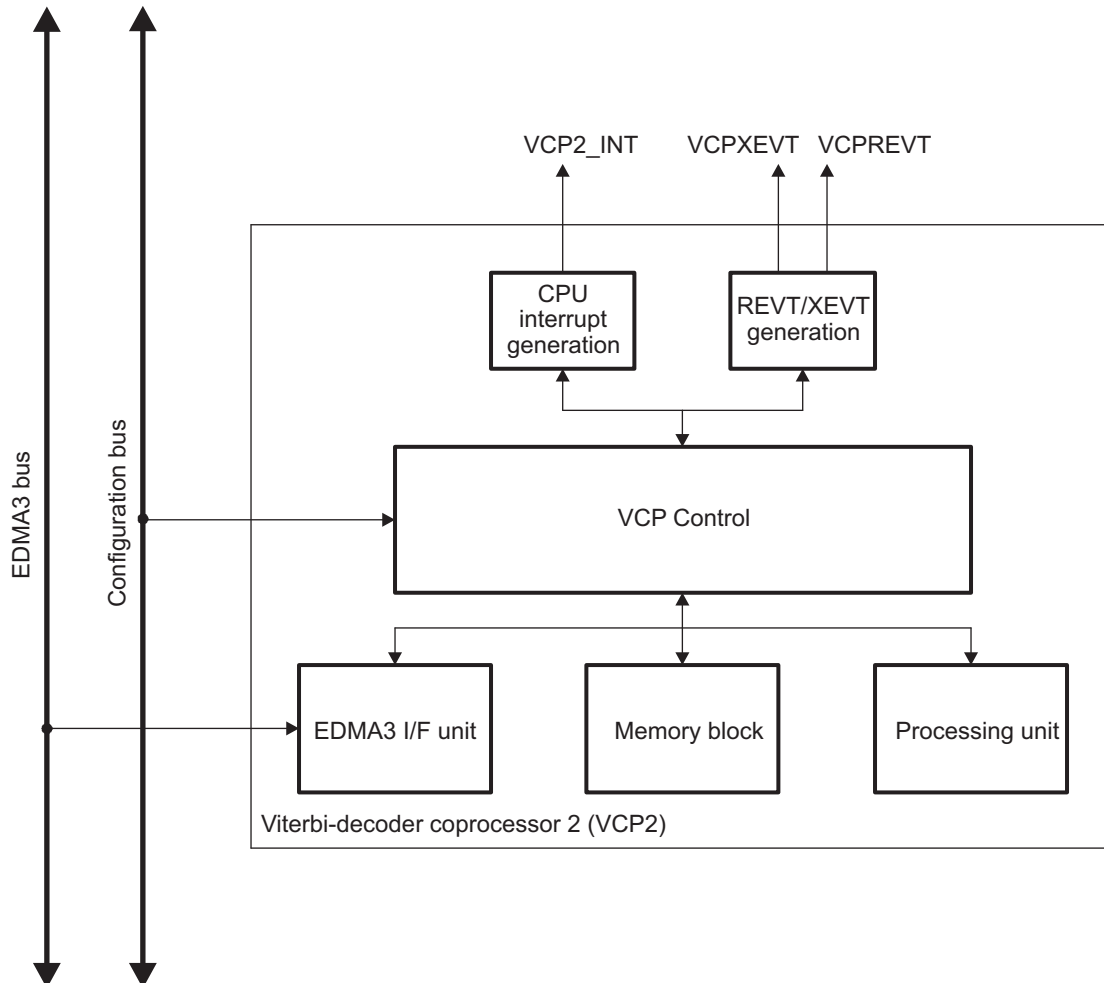 VCP2_INT
VCPXEVT
VCPREVT
CPU
interrupt
generation
REVT/XEVT
generation
EDMA3 bus
Configuration bus
VCP Control
EDMA3 I/F unit
Memory block
Processing unit
Viterbi-decoder coprocessor 2 (VCP2)